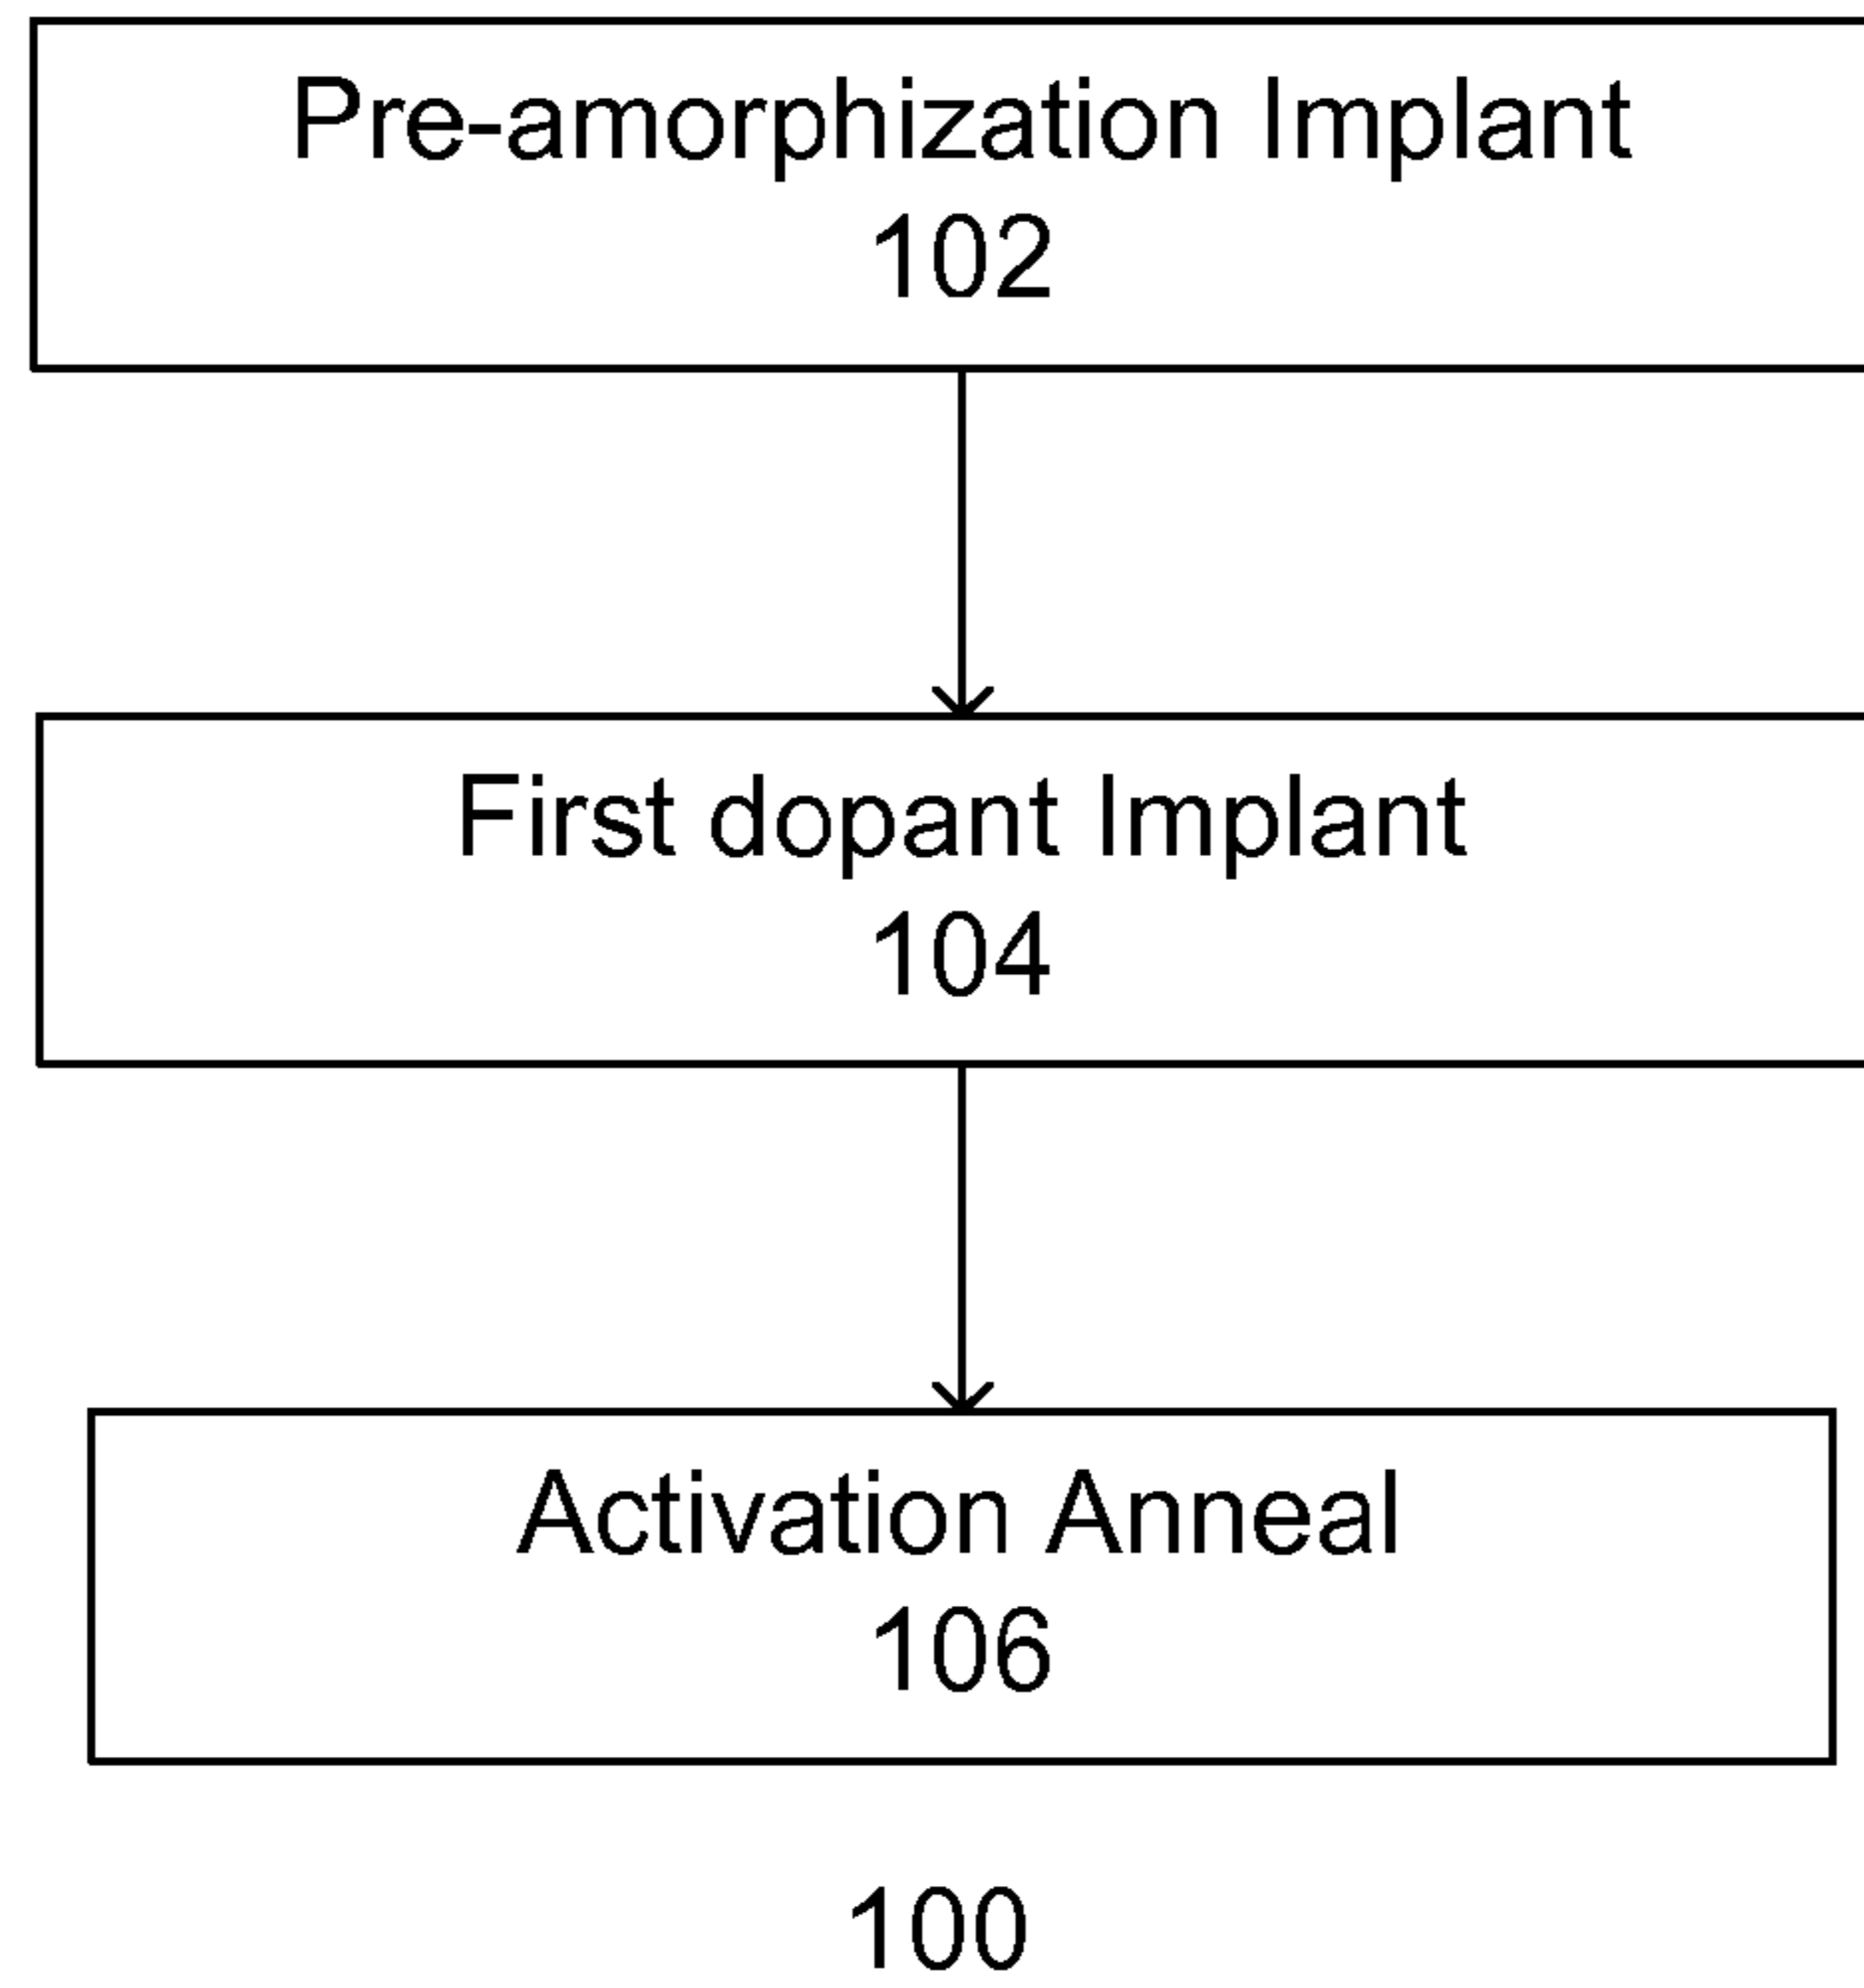 Pre-amorphization Implant
102
First dopant Implant
104
Activation Anneal
106
100